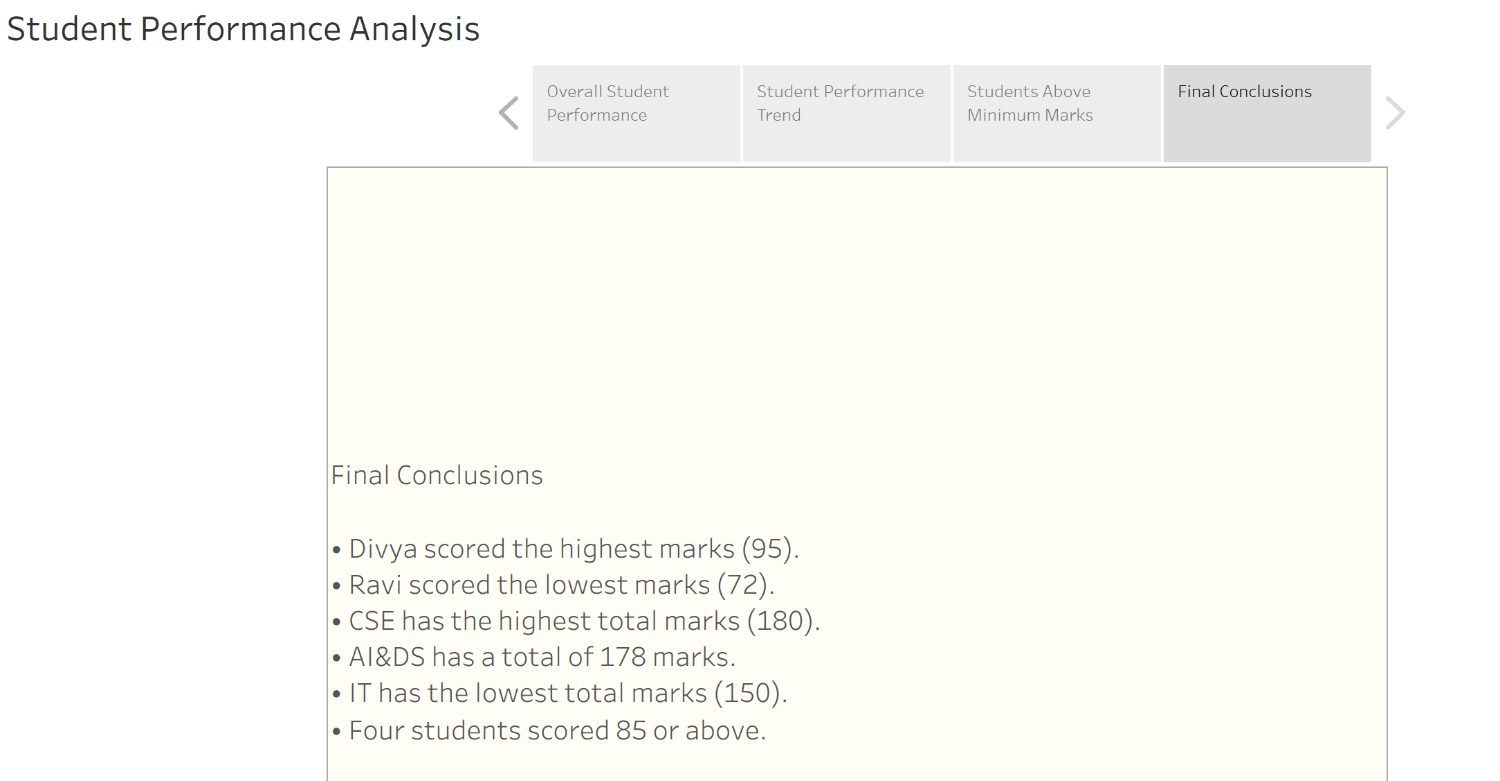 Student Performance Analysis
Overall Student
Performance
Student Performance
Trend
Students Above
Minimum Marks
Final Conclusions
Final Conclusions
• Divya scored the highest marks (95).
• Ravi scored the lowest marks (72).
• CSE has the highest total marks (180).
• AI&DS has a total of 178 marks.
• IT has the lowest total marks (150).
• Four students scored 85 or above.